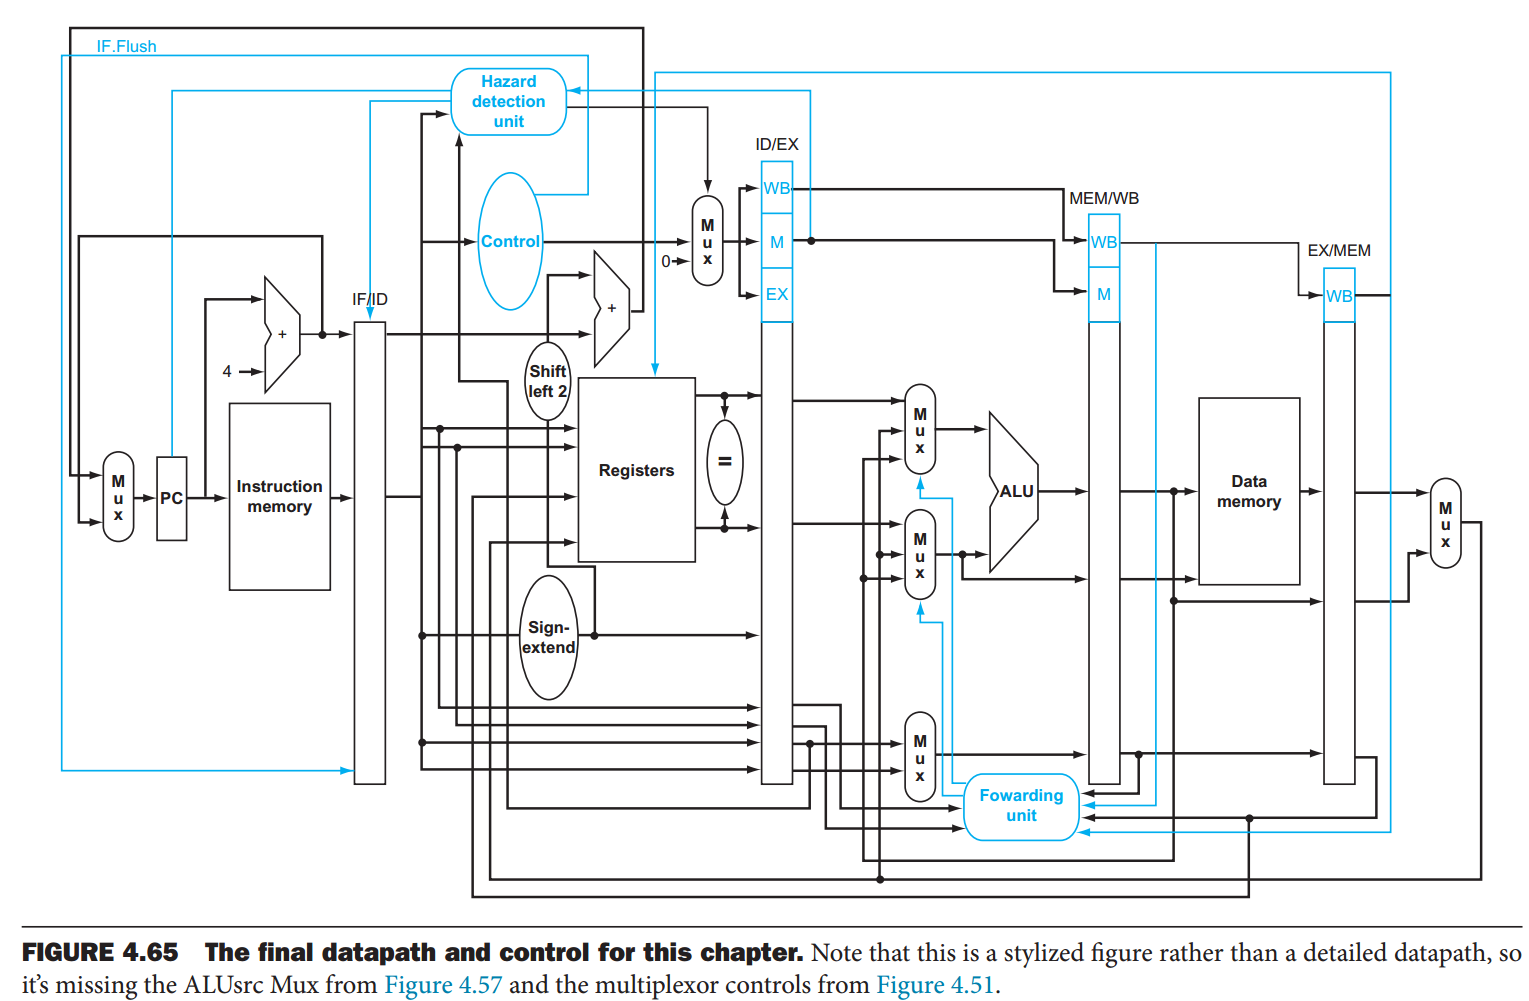 IF.Flush
Hazard
detection
unit
ID/EX
WB
M
EX
Control
M
u
x
0
MEM/WB
WB
M
EX/MEM
WB
IF/ID
+
4
+
Shift
left 2
Registers
=
M
u
x
PC
Instruction
memory
M
u
x
M
u
x
ALU
Data
memory
M
u
x
Sign-
extend
M
u
x
Fowarding
unit
FIGURE 4.65 The final datapath and control for this chapter. Note that this is a stylized figure rather than a detailed datapath, so
it’s missing the ALUsrc Mux from Figure 4.57 and the multiplexor controls from Figure 4.51.